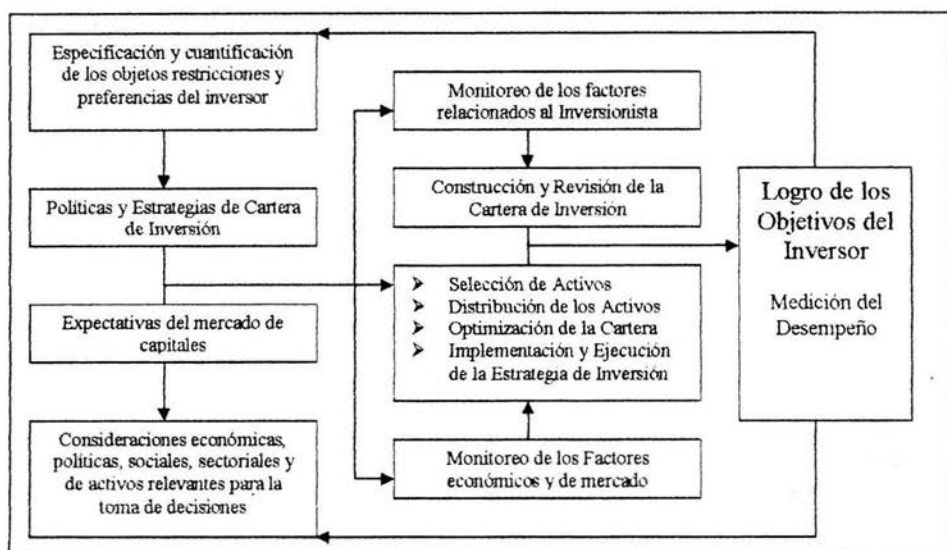 Especificación y cuantificación
de los objetos restricciones y
preferencias del inversor
Políticas y Estrategias de Cartera
de Inversión
Expectativas del mercado de
capitales
Consideraciones económicas,
políticas, sociales, sectoriales y
de activos relevantes para la
toma de decisiones
Monitoreo de los factores
relacionados al Inversionista
Construcción y Revisión de la
Cartera de Inversión
➢ Selección de Activos
➢ Distribución de los Activos
➢ Optimización de la Cartera
➢ Implementación y Ejecución
de la Estrategia de Inversión
Monitoreo de los Factores
económicos y de mercado
Logro de los
Objetivos del
Inversor
Medición del
Desempeño